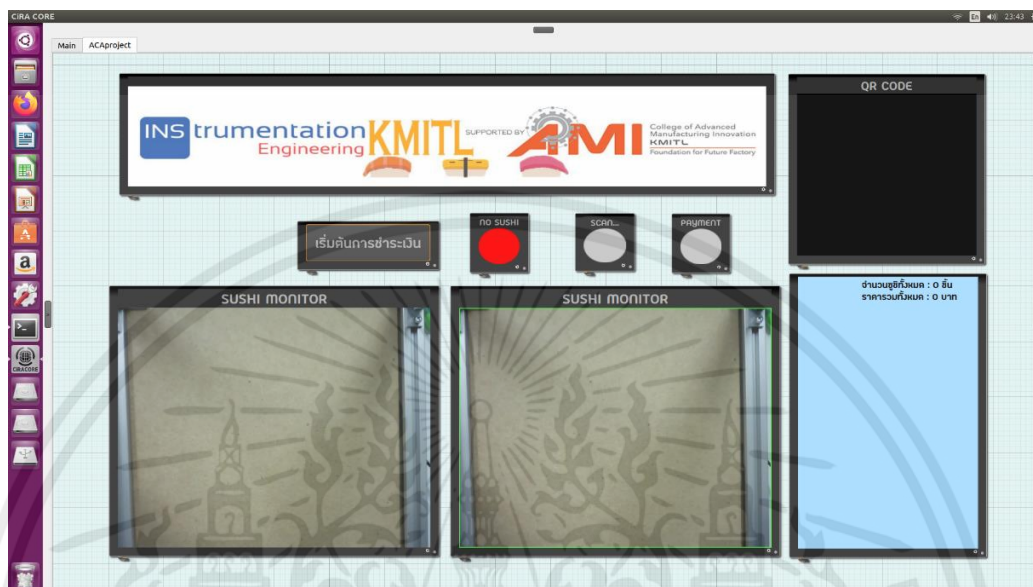 CIRA CORE
En
23:43
Main
ACAproject
INStrumentation
Engineering
KMITL
SUPPORTED BY
AMI
College of Advanced
Manufacturing Innovation
KMITL
Foundation for Future Factory
QR CODE
เริ่มต้นการชำระเงิน
NO SUSHI
SCAN...
PAYMENT
SUSHI MONITOR
SUSHI MONITOR
จำนวนซูชิทั้งหมด : 0 ชิ้น
ราคารวมทั้งหมด : 0 บาท
CIRACORE